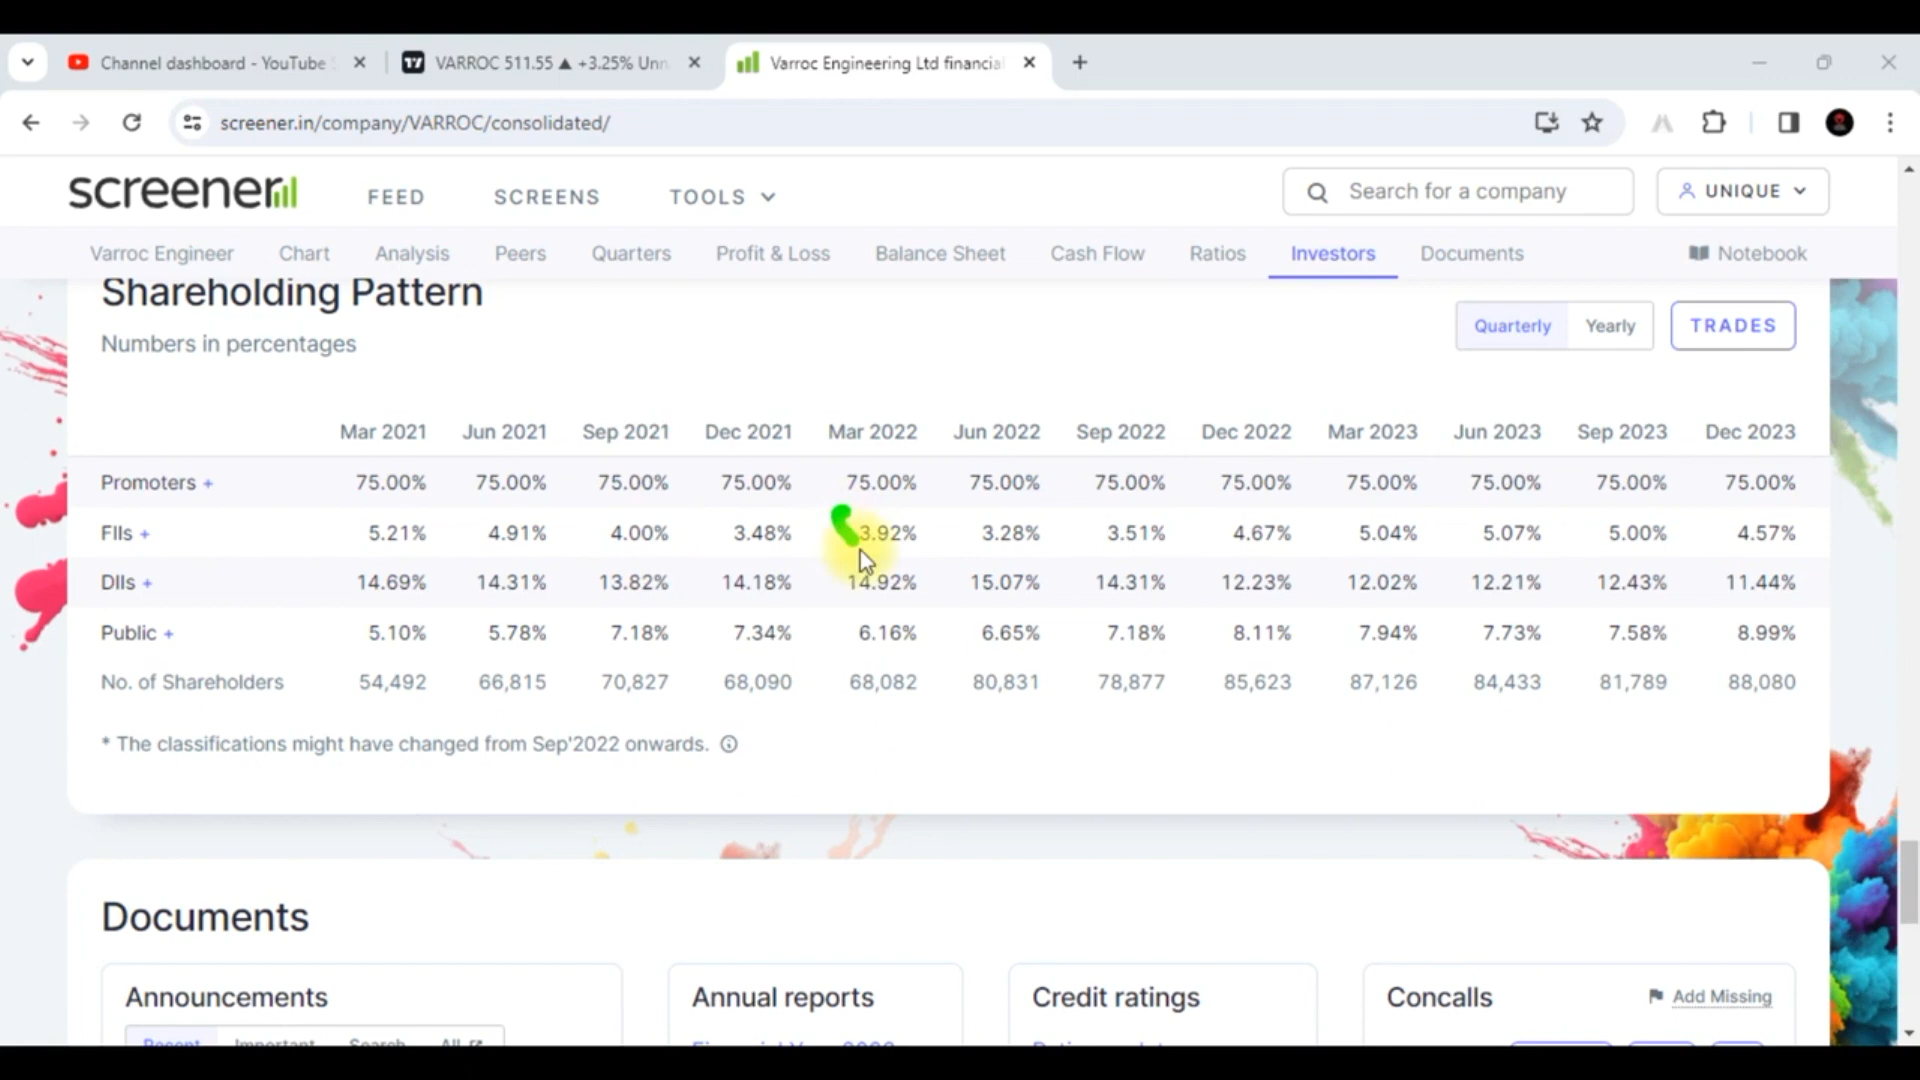 Channel dashboard - YouTube
VARROC 511.55 ▲ +3.25% Unn
Varroc Engineering Ltd financia
screener.in/company/VARROC/consolidated/
screener
FEED
SCREENS
TOOLS
Search for a company
UNIQUE
Varroc Engineer
Chart
Analysis
Peers
Quarters
Profit & Loss
Balance Sheet
Cash Flow
Ratios
Investors
Documents
Notebook
Shareholding Pattern
Numbers in percentages
Quarterly
Yearly
TRADES
Mar 2021 Jun 2021 Sep 2021 Dec 2021 Mar 2022 Jun 2022 Sep 2022 Dec 2022 Mar 2023 Jun 2023 Sep 2023 Dec 2023
Promoters + 75.00% 75.00% 75.00% 75.00% 75.00% 75.00% 75.00% 75.00% 75.00% 75.00% 75.00% 75.00%
FIIs + 5.21% 4.91% 4.00% 3.48% 3.92% 3.28% 3.51% 4.67% 5.04% 5.07% 5.00% 4.57%
DIIs + 14.69% 14.31% 13.82% 14.18% 14.92% 15.07% 14.31% 12.23% 12.02% 12.21% 12.43% 11.44%
Public + 5.10% 5.78% 7.18% 7.34% 6.16% 6.65% 7.18% 8.11% 7.94% 7.73% 7.58% 8.99%
No. of Shareholders 54,492 66,815 70,827 68,090 68,082 80,831 78,877 85,623 87,126 84,433 81,789 88,080
* The classifications might have changed from Sep'2022 onwards.
Documents
Announcements
Annual reports
Credit ratings
Concalls
Add Missing
Recent
Important
Search
All